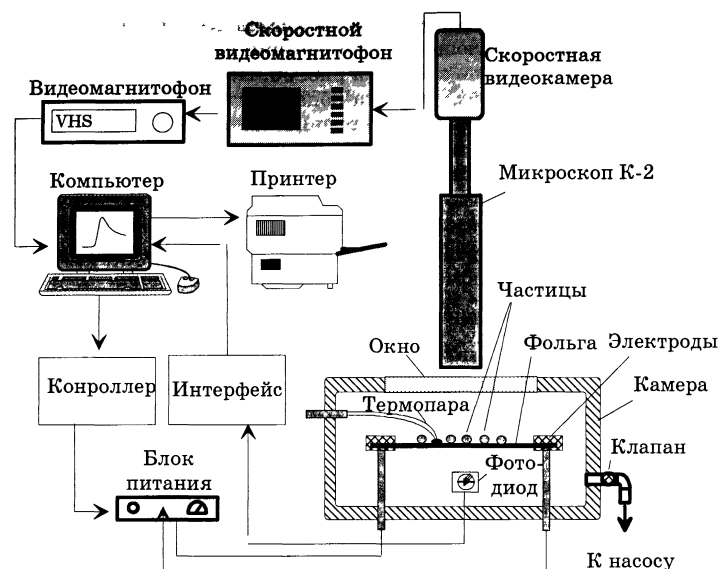 Скоростной
видеомагнитофон
Скоростная
видеокамера
Видеомагнитофон
VHS
Микроскоп К-2
Компьютер
Принтер
Частицы
Окно
Фольга
Электроды
Камера
Конроллер
Интерфейс
Термопара
Клапан
Фото-
диод
Блок
питания
К насосу